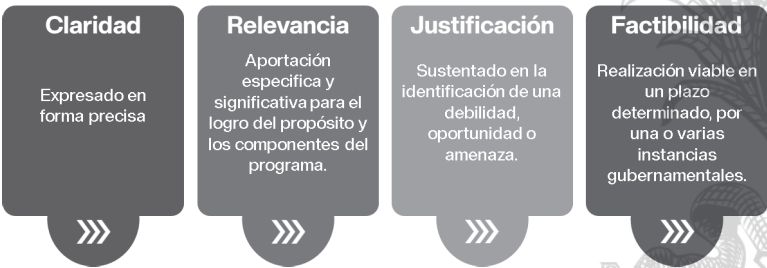 Claridad
Expresado en
forma precisa
Relevancia
Aportación
especifica y
significativa para el
logro del propósito y
los componentes del
programa.
Justificación
Sustentado en la
identificación de una
debilidad,
oportunidad o
amenaza.
Factibilidad
Realización viable en
un plazo
determinado, por
una o varias
instancias
gubernamentales.